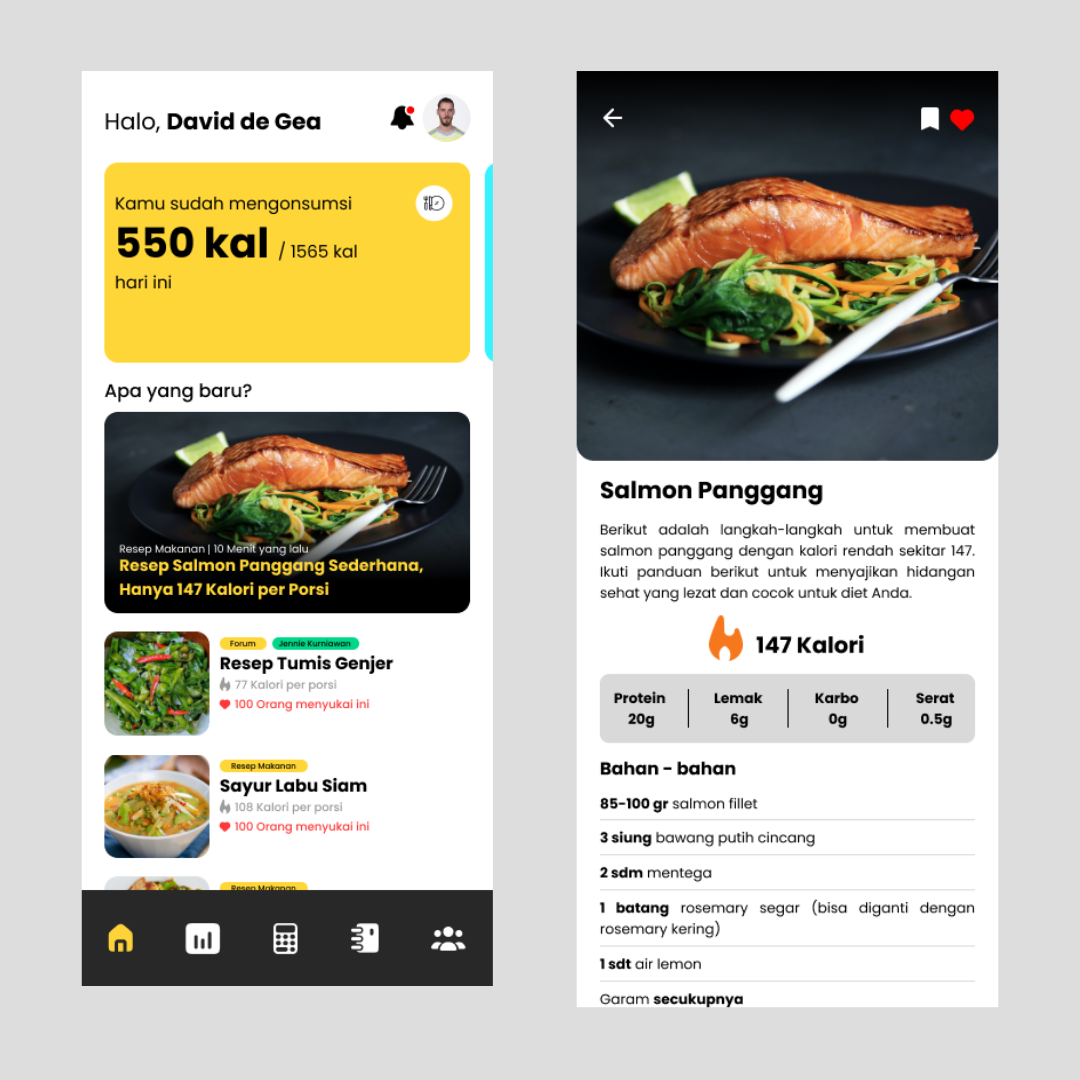 Halo, David de Gea
Kamu sudah mengonsumsi
550 kal / 1565 kal
hari ini
Apa yang baru?
Resep Makanan | 10 Menit yang lalu
Resep Salmon Panggang Sederhana,
Hanya 147 Kalori per Porsi
Forum Jennie Kurniawan
Resep Tumis Genjer
77 Kalori per porsi
100 Orang menyukai ini
Resep Makanan
Sayur Labu Siam
108 Kalori per porsi
100 Orang menyukai ini
Resep Makanan
Salmon Panggang
Berikut adalah langkah-langkah untuk membuat
salmon panggang dengan kalori rendah sekitar 147.
Ikuti panduan berikut untuk menyajikan hidangan
sehat yang lezat dan cocok untuk diet Anda.
147 Kalori
Protein Lemak Karbo Serat
20g 6g 0g 0.5g
Bahan - bahan
85-100 gr salmon fillet
3 siung bawang putih cincang
2 sdm mentega
1 batang rosemary segar (bisa diganti dengan
rosemary kering)
1 sdt air lemon
Garam secukupnya